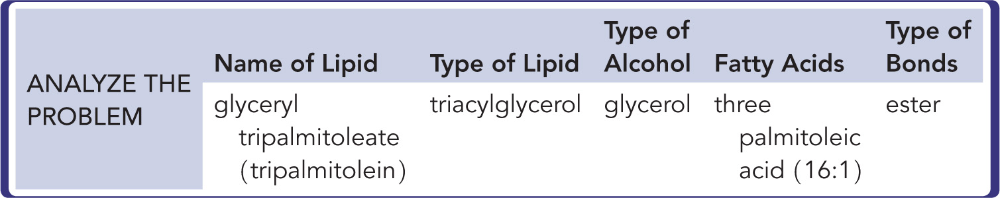 ANALYZE THE
PROBLEM
Name of Lipid
Type of Lipid
Type of
Alcohol
Fatty Acids
Type of
Bonds
glyceryl
tripalmitoleate
(tripalmitolein)
triacylglycerol
glycerol
three
palmitoleic
acid (16:1)
ester